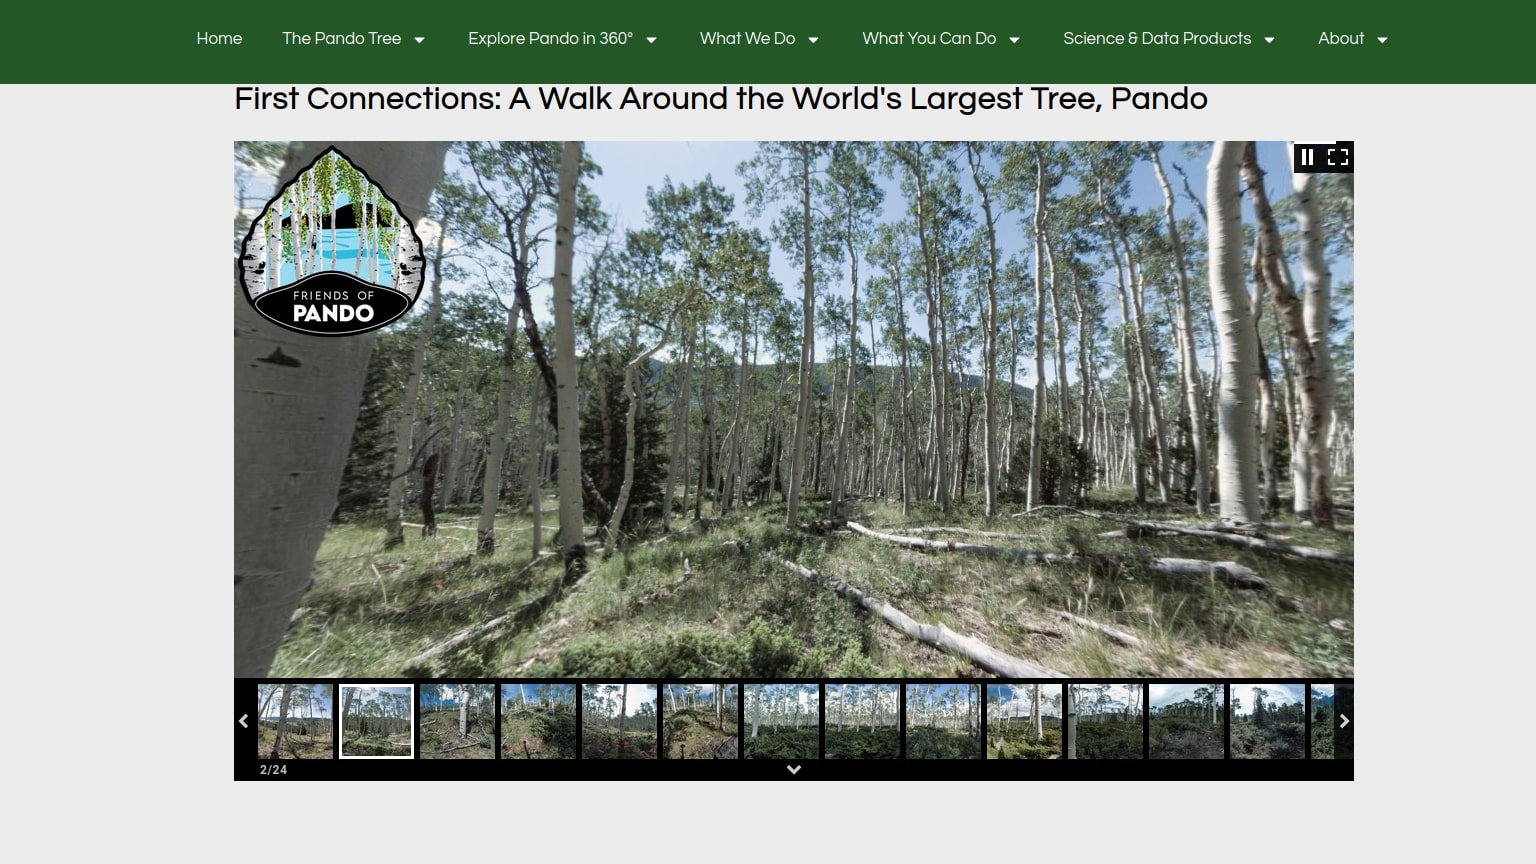 Home
The Pando Tree
Explore Pando in 360°
What We Do
What You Can Do
Science & Data Products
About
First Connections: A Walk Around the World's Largest Tree, Pando
FRIENDS OF
PANDO
2/24